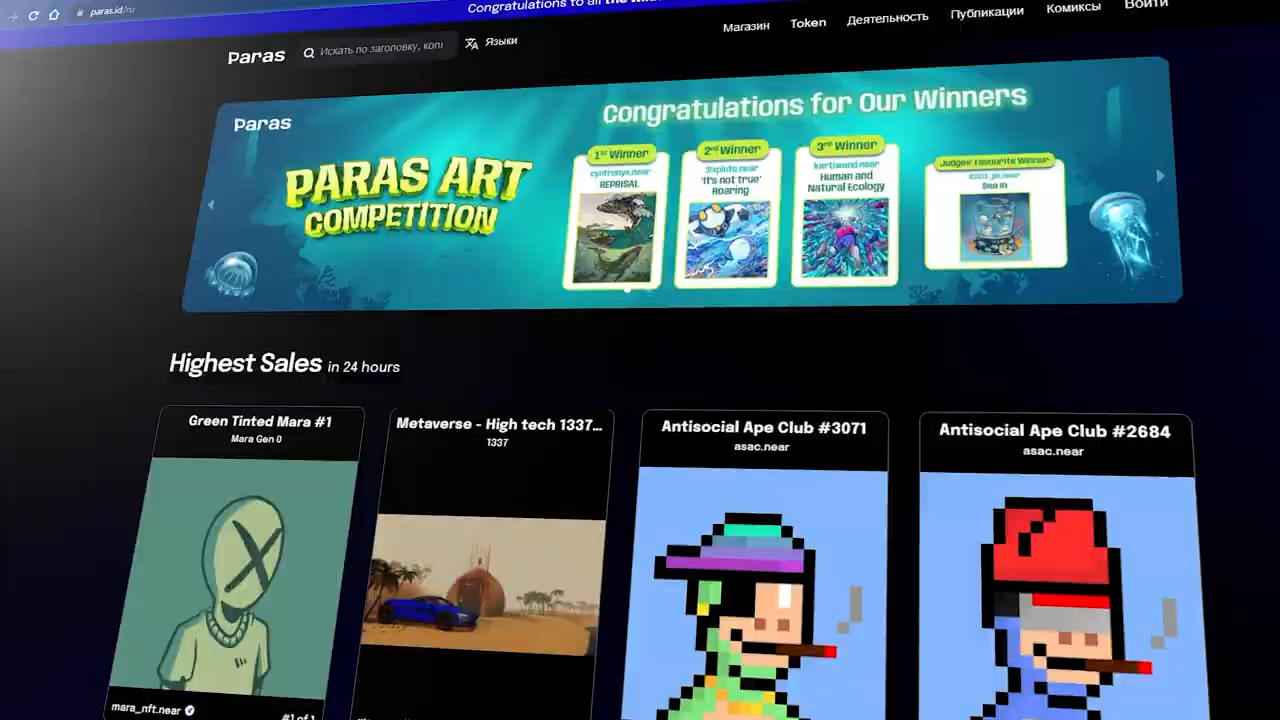 paras.id/ru
Congratulations to all
Paras
Искать по заголовку, кол
Языки
Магазин
Token
Деятельность
Публикации
Комиксы
Войти
Paras
PARAS ART
COMPETITION
Congratulations for Our Winners
1st Winner
REPRISAL
2nd Winner
'It's not true'
Roaring
3rd Winner
Human and
Natural Ecology
Judges' Favourite Winner
Highest Sales in 24 hours
Green Tinted Mara #1
Mara Gen 0
mara_nft.near
#1 of 1
Metaverse - High tech 1337...
1337
Antisocial Ape Club #3071
asac.near
Antisocial Ape Club #2684
asac.near